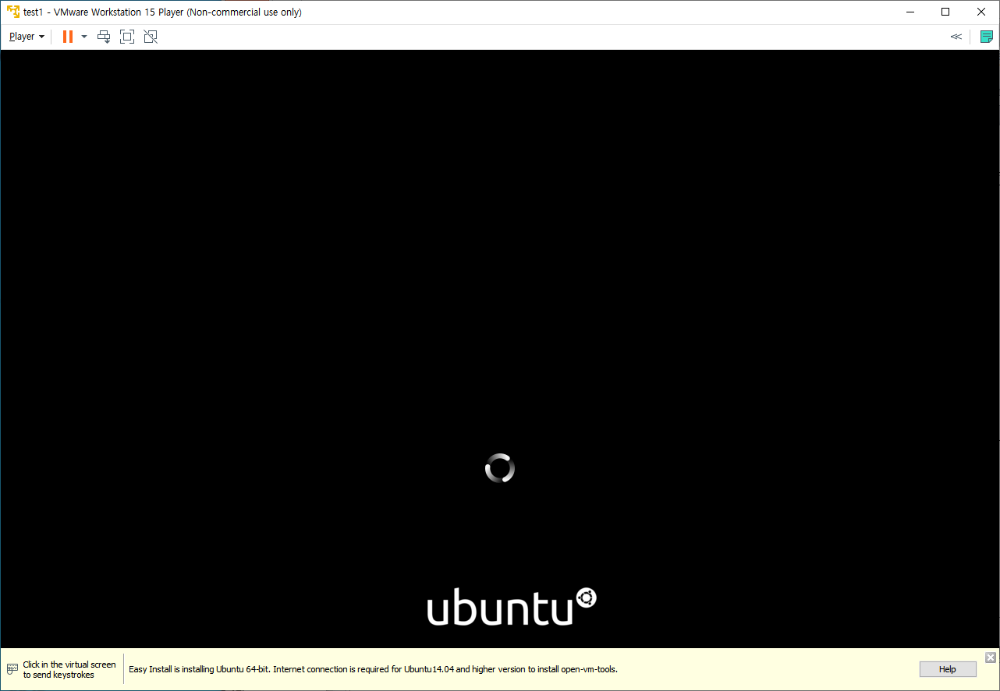 test1 - VMware Workstation 15 Player (Non-commercial use only)
Player
ubuntu
Click in the virtual screen
to send keystrokes
Easy Install is installing Ubuntu 64-bit. Internet connection is required for Ubuntu14.04 and higher version to install open-vm-tools.
Help